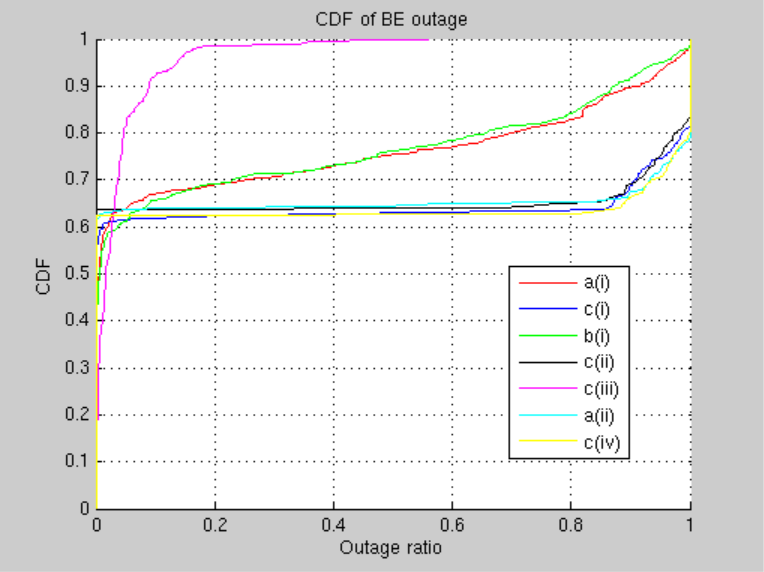 CDF of BE outage
1
0.9
0.8
0.7
0.6
0.5
0.4
0.3
0.2
0.1
0
CDF
a(i)
c(i)
b(i)
c(ii)
c(iii)
a(ii)
c(iv)
0 0.2 0.4 0.6 0.8 1
Outage ratio